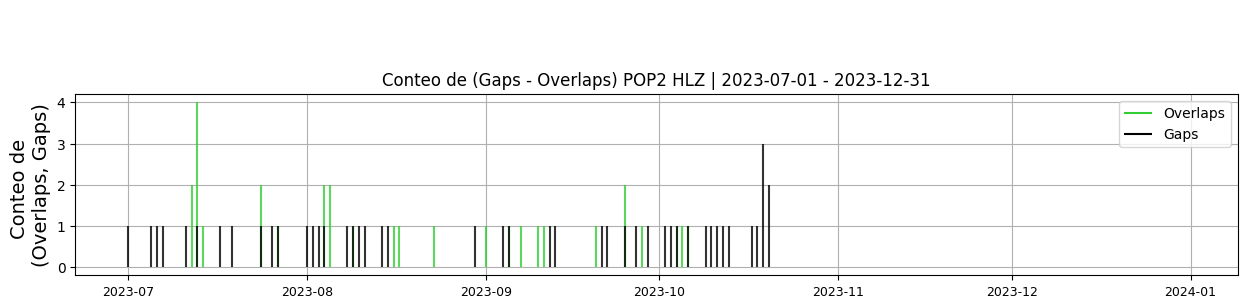 Conteo de (Gaps - Overlaps) POP2 HLZ | 2023-07-01 - 2023-12-31
Conteo de
(Overlaps, Gaps)
4
3
2
1
0
Overlaps
Gaps
2023-07
2023-08
2023-09
2023-10
2023-11
2023-12
2024-01